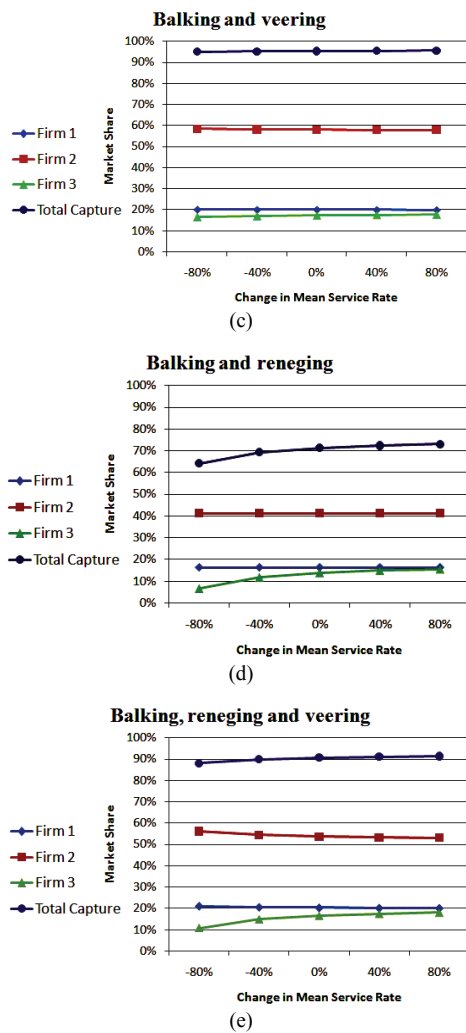 Balking and veering
100%
90%
80%
70%
60%
50%
40%
30%
20%
10%
0%
Market Share
Firm 1
Firm 2
Firm 3
Total Capture
-80% -40% 0% 40% 80%
Change in Mean Service Rate
(c)
Balking and reneging
100%
90%
80%
70%
60%
50%
40%
30%
20%
10%
0%
Market Share
Firm 1
Firm 2
Firm 3
Total Capture
-80% -40% 0% 40% 80%
Change in Mean Service Rate
(d)
Balking, reneging and veering
100%
90%
80%
70%
60%
50%
40%
30%
20%
10%
0%
Market Share
Firm 1
Firm 2
Firm 3
Total Capture
-80% -40% 0% 40% 80%
Change in Mean Service Rate
(e)